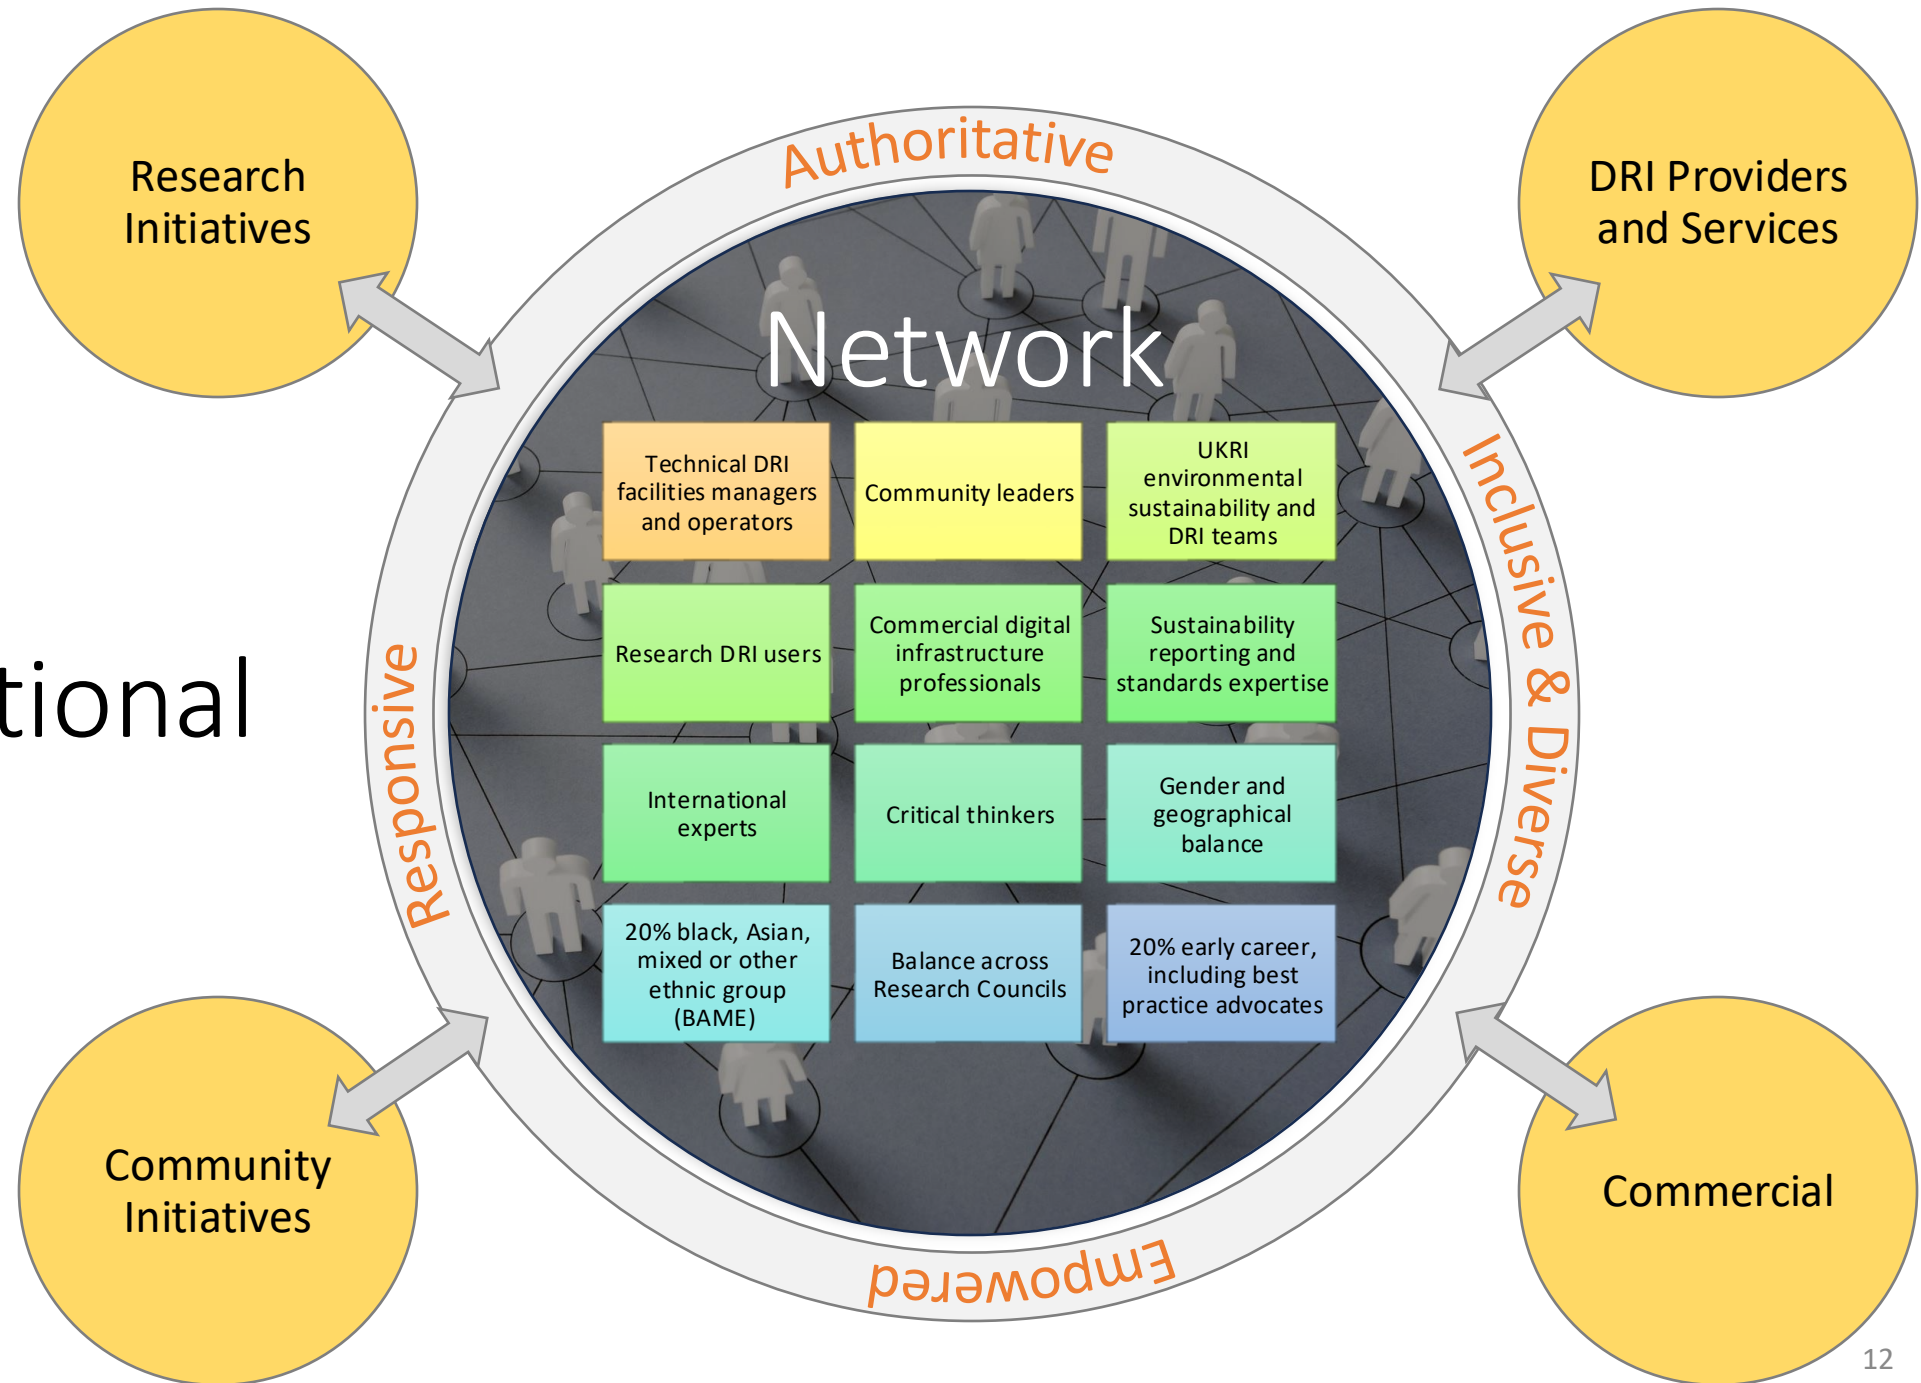 Research
Initiatives
DRI Providers
and Services
Authoritative
Inclusive & Diverse
Empowered
Responsive
Network
Technical DRI
facilities managers
and operators
Community leaders
UKRI
environmental
sustainability and
DRI teams
Research DRI users
Commercial digital
infrastructure
professionals
Sustainability
reporting and
standards expertise
International
experts
Critical thinkers
Gender and
geographical
balance
20% black, Asian,
mixed or other
ethnic group
(BAME)
Balance across
Research Councils
20% early career,
including best
practice advocates
tional
Community
Initiatives
Commercial
12